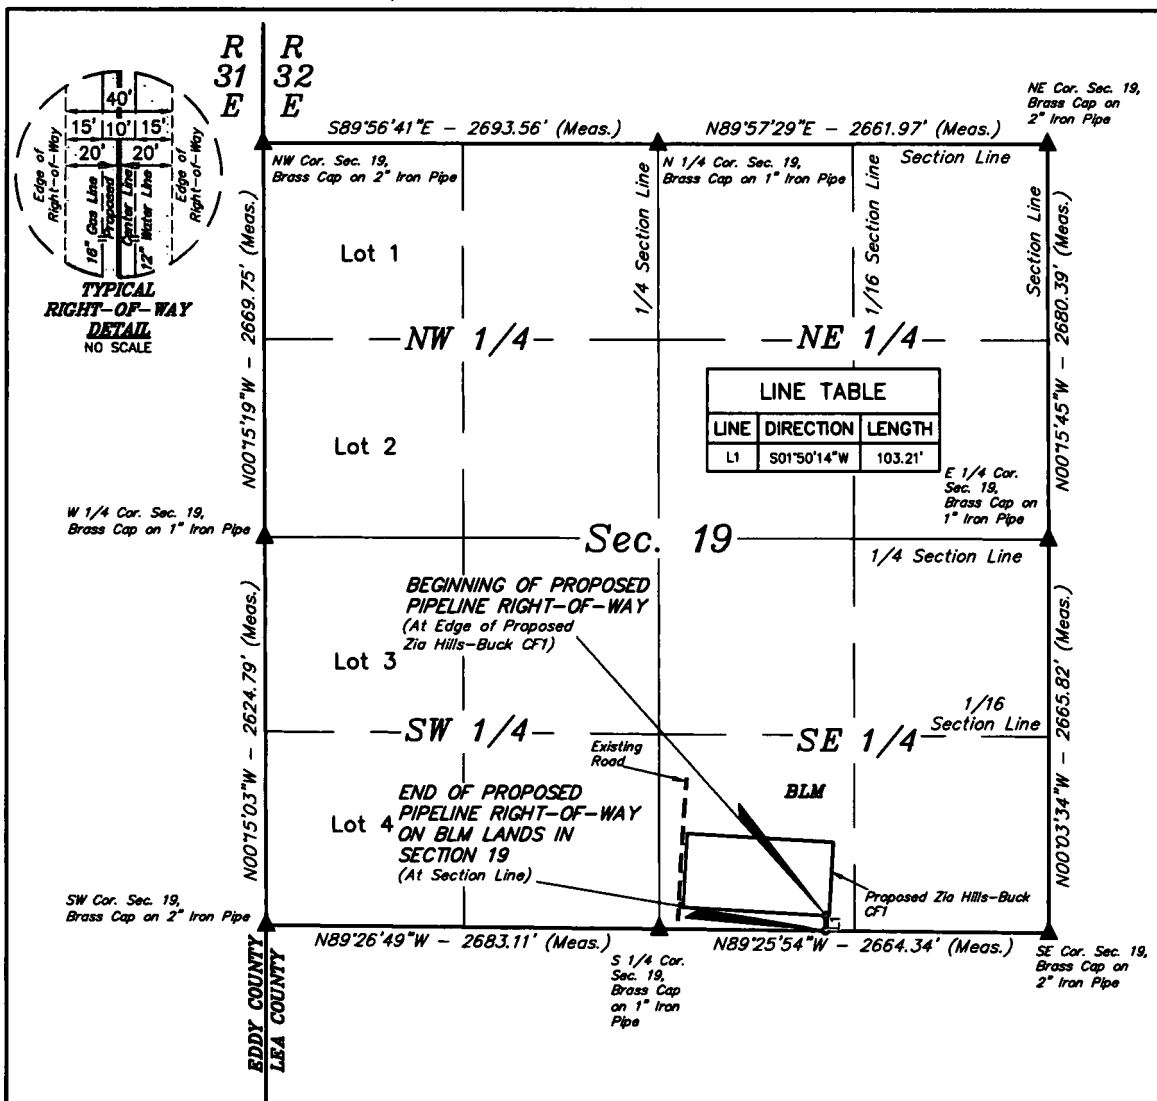 R R
31 32
E E
40'
15' 10' 15'
20' 20'
Edge of
Right-of-Way
16" Gas Line
Proposed
Center Line
12" Water Line
Edge of
Right-of-Way
TYPICAL
RIGHT-OF-WAY
DETAIL
NO SCALE
NE Cor. Sec. 19,
Brass Cap on
2" Iron Pipe
S89°56'41"E - 2693.56' (Meas.)
N89°57'29"E - 2661.97' (Meas.)
Section Line
NW Cor. Sec. 19,
Brass Cap on 2" Iron Pipe
N 1/4 Cor. Sec. 19,
Brass Cap on 1" Iron Pipe
N00°15'19"W - 2669.75' (Meas.)
Lot 1
1/4 Section Line
1/16 Section Line
Section Line
N00°15'45"W - 2680.39' (Meas.)
NW 1/4
NE 1/4
LINE TABLE
LINE DIRECTION LENGTH
L1 S01°50'14"W 103.21'
Lot 2
E 1/4 Cor.
Sec. 19,
Brass Cap on
1" Iron Pipe
W 1/4 Cor. Sec. 19,
Brass Cap on 1" Iron Pipe
Sec. 19
1/4 Section Line
BEGINNING OF PROPOSED
PIPELINE RIGHT-OF-WAY
(At Edge of Proposed
Zia Hills-Buck CF1)
N00°15'03"W - 2624.79' (Meas.)
Lot 3
N00°03'34"W - 2665.82' (Meas.)
1/16
Section Line
SW 1/4
SE 1/4
Existing
Road
BLM
END OF PROPOSED
PIPELINE RIGHT-OF-WAY
ON BLM LANDS IN
SECTION 19
(At Section Line)
Lot 4
Proposed Zia Hills-Buck
CF1
L1
SW Cor. Sec. 19,
Brass Cap on 2" Iron Pipe
N89°26'49"W - 2683.11' (Meas.)
N89°25'54"W - 2664.34' (Meas.)
S 1/4 Cor.
Sec. 19,
Brass Cap
on 1" Iron
Pipe
SE Cor. Sec. 19,
Brass Cap on
2" Iron Pipe
EDDY COUNTY
LEA COUNTY